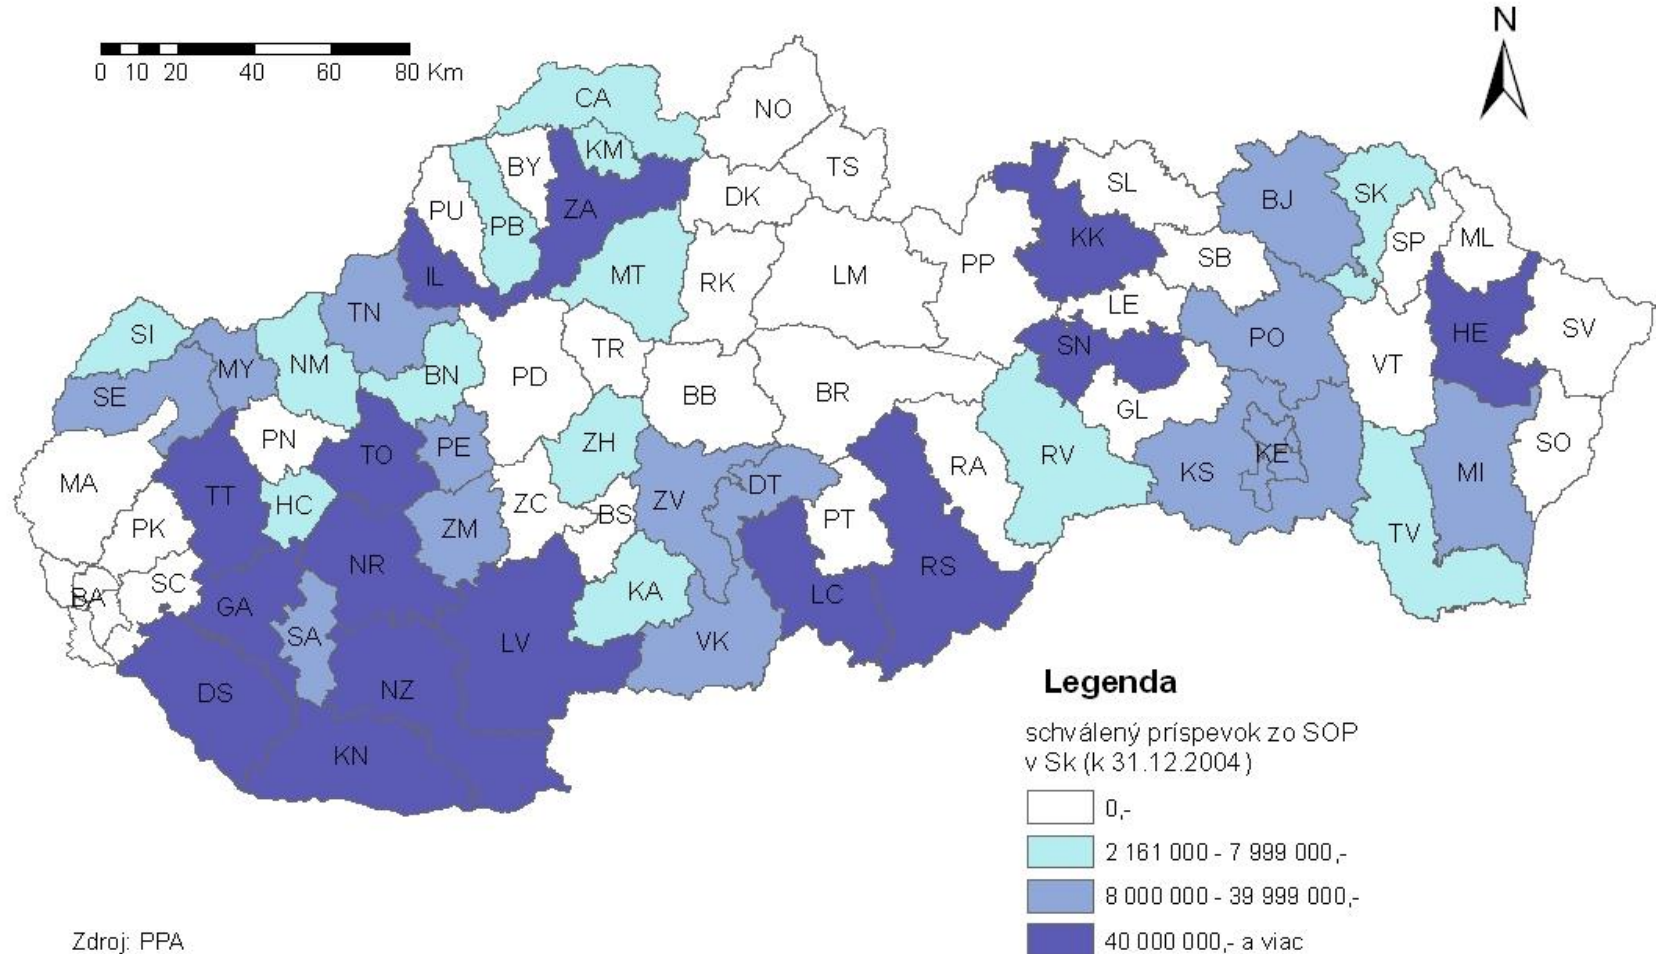 N
0 10 20 40 60 80 Km
CA
NO
KM
BY
TS
PU
PB
ZA
DK
SL
BJ
SK
SP
ML
KK
IL
MT
RK
LM
PP
SB
TN
LE
HE
SV
SI
MY
NM
BN
PD
TR
SN
PO
VT
SE
BB
BR
GL
PN
TO
PE
ZH
RA
RV
KS
KE
MI
SO
MA
TT
HC
ZC
BS
ZV
DT
PT
PK
ZM
TV
BA
SC
NR
KA
LC
RS
GA
SA
LV
VK
DS
NZ
KN
Legenda
schválený príspevok zo SOP
v Sk (k 31.12.2004)
0,-
2 161 000 - 7 999 000,-
8 000 000 - 39 999 000,-
40 000 000,- a viac
Zdroj: PPA